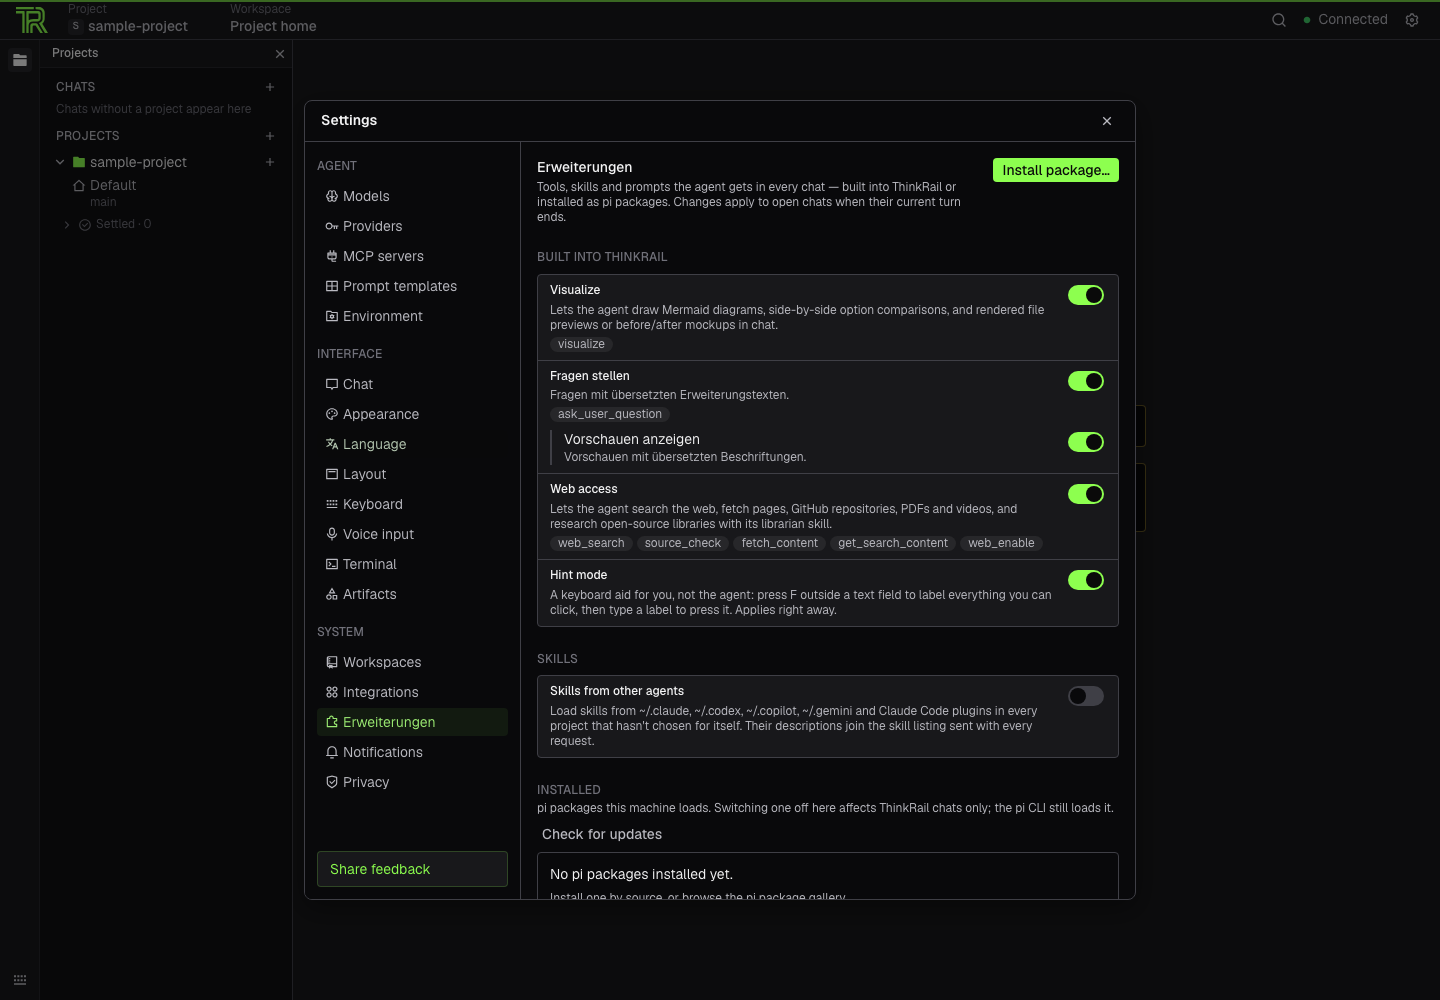 Project
Workspace
S sample-project
Project home
Connected
Projects
CHATS
Chats without a project appear here
PROJECTS
sample-project
Default
main
Settled · 0
Settings
AGENT
Models
Providers
MCP servers
Prompt templates
Environment
INTERFACE
Chat
Appearance
Language
Layout
Keyboard
Voice input
Terminal
Artifacts
SYSTEM
Workspaces
Integrations
Erweiterungen
Notifications
Privacy
Share feedback
Erweiterungen
Install package...
Tools, skills and prompts the agent gets in every chat — built into ThinkRail or
installed as pi packages. Changes apply to open chats when their current turn
ends.
BUILT INTO THINKRAIL
Visualize
Lets the agent draw Mermaid diagrams, side-by-side option comparisons, and rendered file
previews or before/after mockups in chat.
visualize
Fragen stellen
Fragen mit übersetzten Erweiterungstexten.
ask_user_question
Vorschauen anzeigen
Vorschauen mit übersetzten Beschriftungen.
Web access
Lets the agent search the web, fetch pages, GitHub repositories, PDFs and videos, and
research open-source libraries with its librarian skill.
web_search source_check fetch_content get_search_content web_enable
Hint mode
A keyboard aid for you, not the agent: press F outside a text field to label everything you can
click, then type a label to press it. Applies right away.
SKILLS
Skills from other agents
Load skills from ~/.claude, ~/.codex, ~/.copilot, ~/.gemini and Claude Code plugins in every
project that hasn't chosen for itself. Their descriptions join the skill listing sent with every
request.
INSTALLED
pi packages this machine loads. Switching one off here affects ThinkRail chats only; the pi CLI still loads it.
Check for updates
No pi packages installed yet.
Install one by source, or browse the pi package gallery.